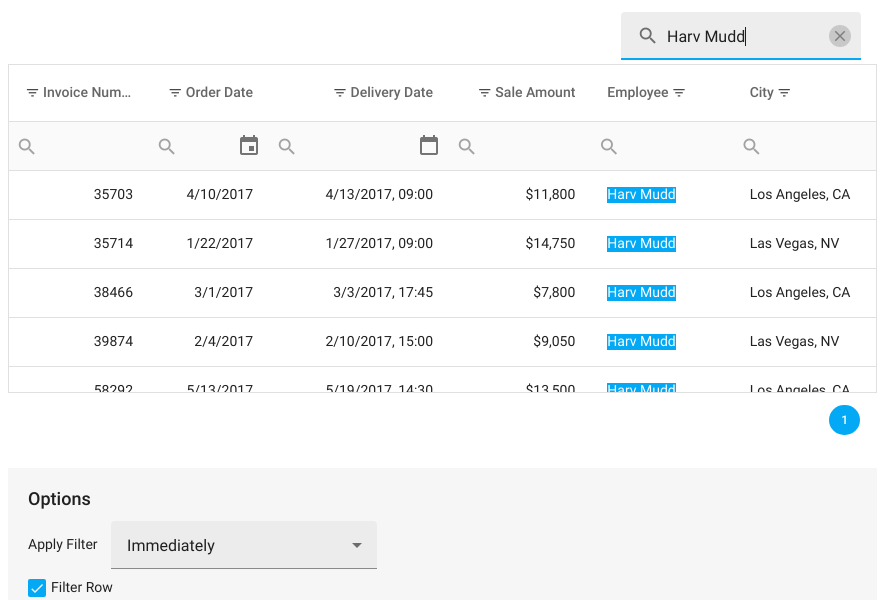 Harv Mudd
Invoice Num... Order Date Delivery Date Sale Amount Employee City
35703 4/10/2017 4/13/2017, 09:00 $11,800 Harv Mudd Los Angeles, CA
35714 1/22/2017 1/27/2017, 09:00 $14,750 Harv Mudd Las Vegas, NV
38466 3/1/2017 3/3/2017, 17:45 $7,800 Harv Mudd Los Angeles, CA
39874 2/4/2017 2/10/2017, 15:00 $9,050 Harv Mudd Las Vegas, NV
58292 5/13/2017 5/19/2017, 14:30 $13,500 Harv Mudd Los Angeles, CA
1
Options
Apply Filter Immediately
Filter Row